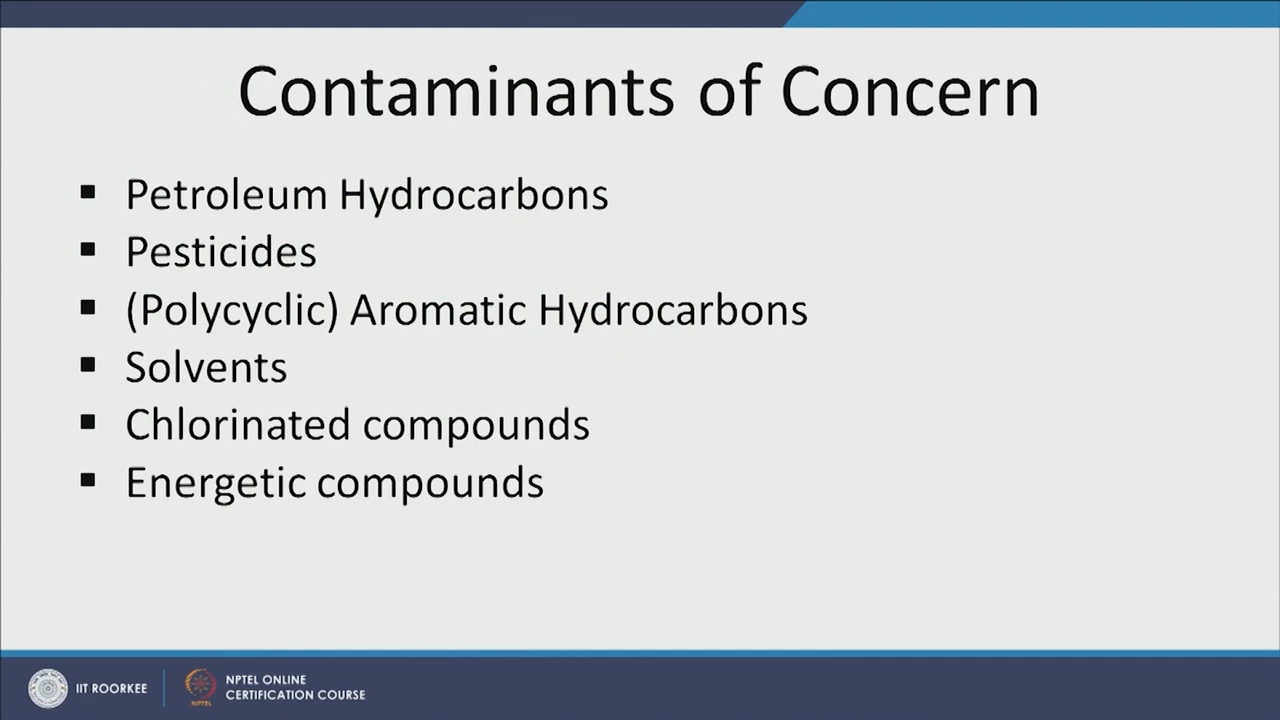 Contaminants of Concern
▪ Petroleum Hydrocarbons
▪ Pesticides
▪ (Polycyclic) Aromatic Hydrocarbons
▪ Solvents
▪ Chlorinated compounds
▪ Energetic compounds
IIT ROORKEE
NPTEL
NPTEL ONLINE
CERTIFICATION COURSE